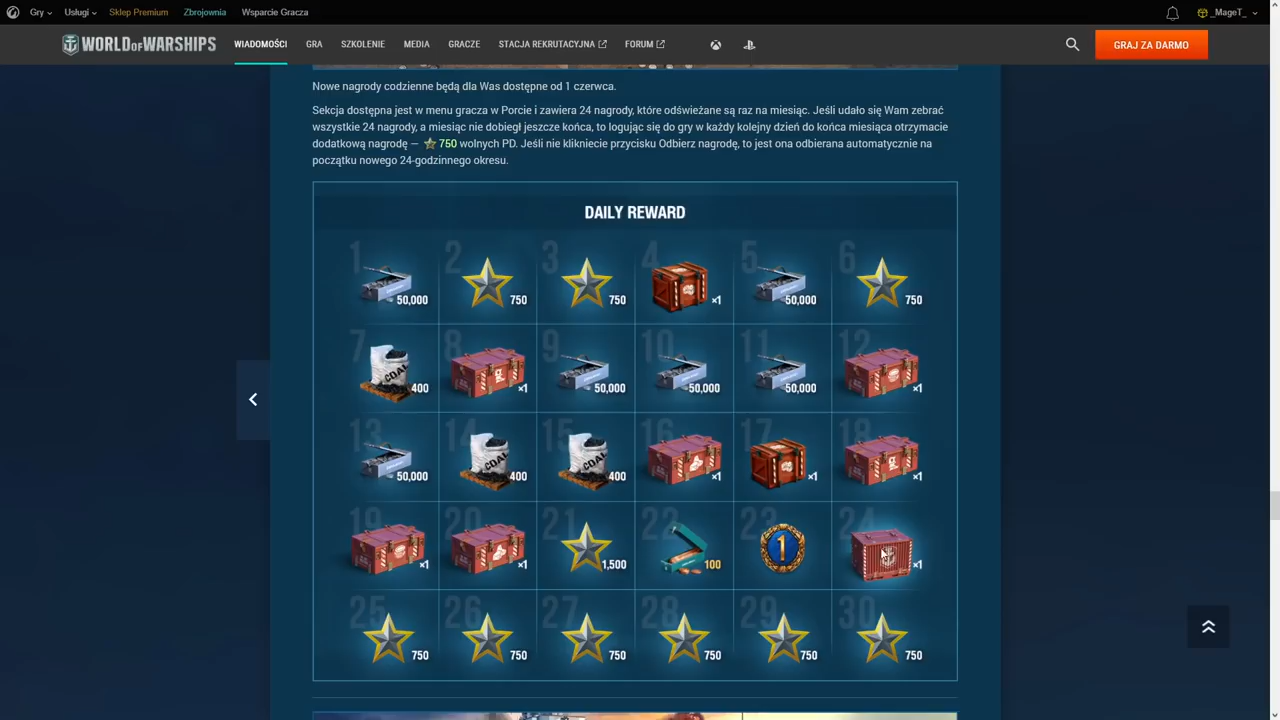 Gry Usługi Sklep Premium Zbrojownia Wsparcie Gracza _MageT_
WORLD OF WARSHIPS WIADOMOŚCI GRA SZKOLENIE MEDIA GRACZE STACJA REKRUTACYJNA FORUM GRAJ ZA DARMO
Nowe nagrody codzienne będą dla Was dostępne od 1 czerwca.
Sekcja dostępna jest w menu gracza w Porcie i zawiera 24 nagrody, które odświeżane są raz na miesiąc. Jeśli udało się Wam zebrać
wszystkie 24 nagrody, a miesiąc nie dobiegł jeszcze końca, to logując się do gry w każdy kolejny dzień do końca miesiąca otrzymacie
dodatkową nagrodę — 750 wolnych PD. Jeśli nie klikniecie przycisku Odbierz nagrodę, to jest ona odbierana automatycznie na
początku nowego 24-godzinnego okresu.
DAILY REWARD
1 2 3 4 5 6
50,000 750 750 ×1 50,000 750
7 8 9 10 11 12
COAL 400 ×1 50,000 50,000 50,000 ×1
13 14 15 16 17 18
50,000 COAL 400 COAL 400 ×1 ×1 ×1
19 20 21 22 23 24
×1 ×1 1,500 100 1 ×1
25 26 27 28 29 30
750 750 750 750 750 750